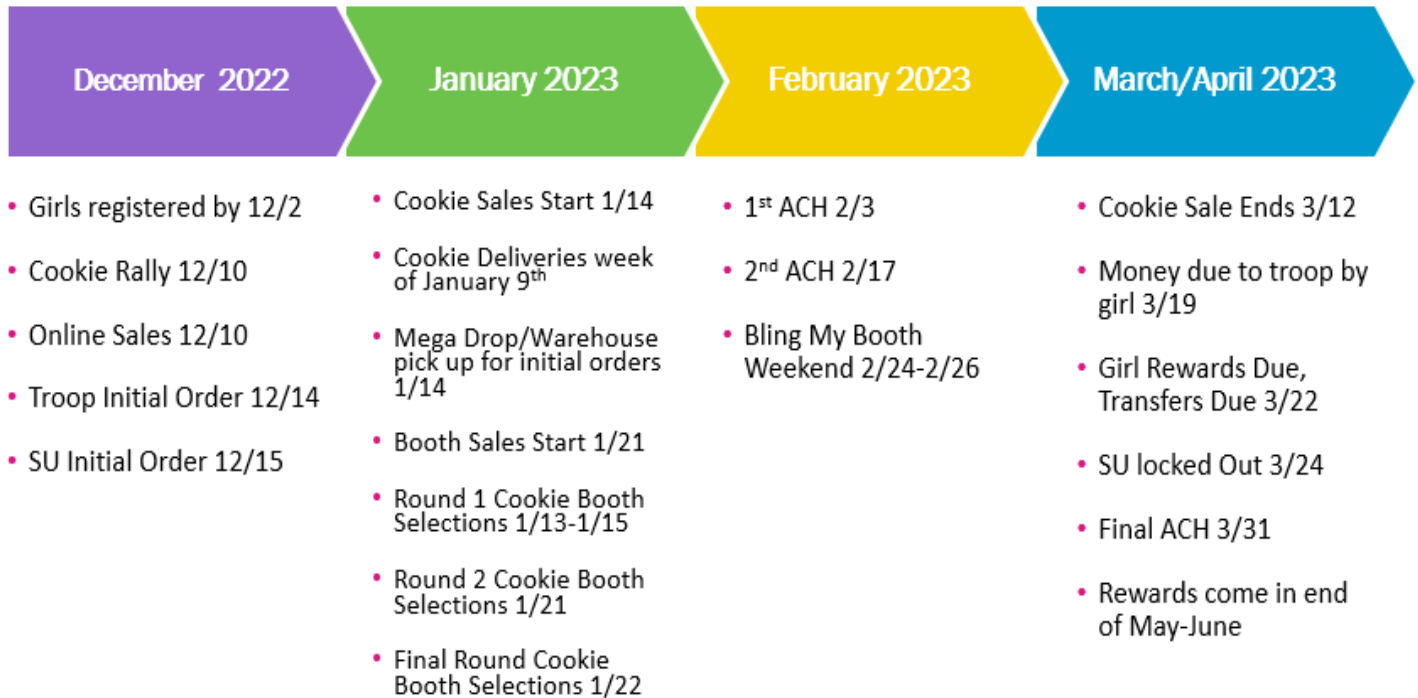 December 2022
January 2023
February 2023
March/April 2023
• Girls registered by 12/2
• Cookie Rally 12/10
• Online Sales 12/10
• Troop Initial Order 12/14
• SU Initial Order 12/15
• Cookie Sales Start 1/14
• Cookie Deliveries week
of January 9th
• Mega Drop/Warehouse
pick up for initial orders
1/14
• Booth Sales Start 1/21
• Round 1 Cookie Booth
Selections 1/13-1/15
• Round 2 Cookie Booth
Selections 1/21
• Final Round Cookie
Booth Selections 1/22
• 1st ACH 2/3
• 2nd ACH 2/17
• Bling My Booth
Weekend 2/24-2/26
• Cookie Sale Ends 3/12
• Money due to troop by
girl 3/19
• Girl Rewards Due,
Transfers Due 3/22
• SU locked Out 3/24
• Final ACH 3/31
• Rewards come in end
of May-June